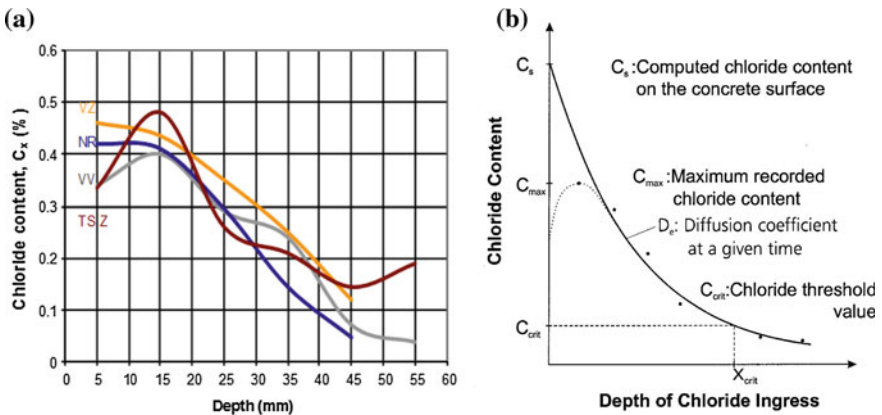 (a)
0.6
0.5
0.4
0.3
0.2
0.1
0
Chloride content, Cₓ (%)
VZ
NR
VV
TSIZ
0 5 10 15 20 25 30 35 40 45 50 55 60
Depth (mm)
(b)
Chloride Content
Cₛ
Cₛ:Computed chloride content
on the concrete surface
Cmax
Cmax:Maximum recorded
chloride content
Dₑ: Diffusion coefficient
at a given time
Ccrit:Chloride threshold
value
Ccrit
Xcrit
Depth of Chloride Ingress